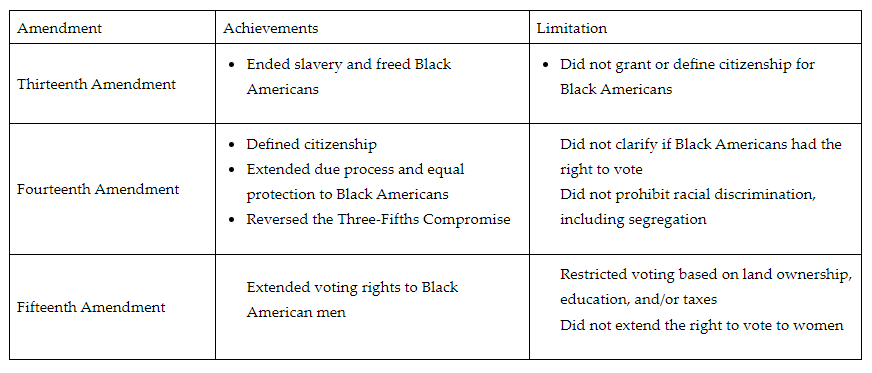 Amendment
Achievements
Limitation
Thirteenth Amendment
• Ended slavery and freed Black
Americans
• Did not grant or define citizenship for
Black Americans
Fourteenth Amendment
• Defined citizenship
• Extended due process and equal
protection to Black Americans
• Reversed the Three-Fifths Compromise
Did not clarify if Black Americans had the
right to vote
Did not prohibit racial discrimination,
including segregation
Fifteenth Amendment
Extended voting rights to Black
American men
Restricted voting based on land ownership,
education, and/or taxes
Did not extend the right to vote to women